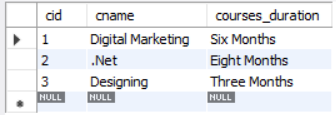 cid cname courses_duration
1 Digital Marketing Six Months
2 .Net Eight Months
3 Designing Three Months
NULL NULL NULL